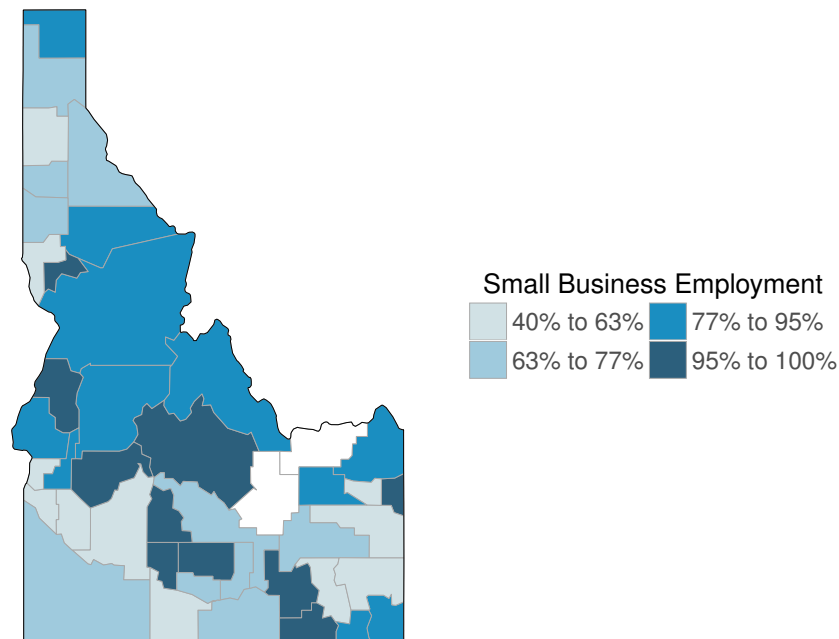 Small Business Employment
40% to 63% 77% to 95%
63% to 77% 95% to 100%